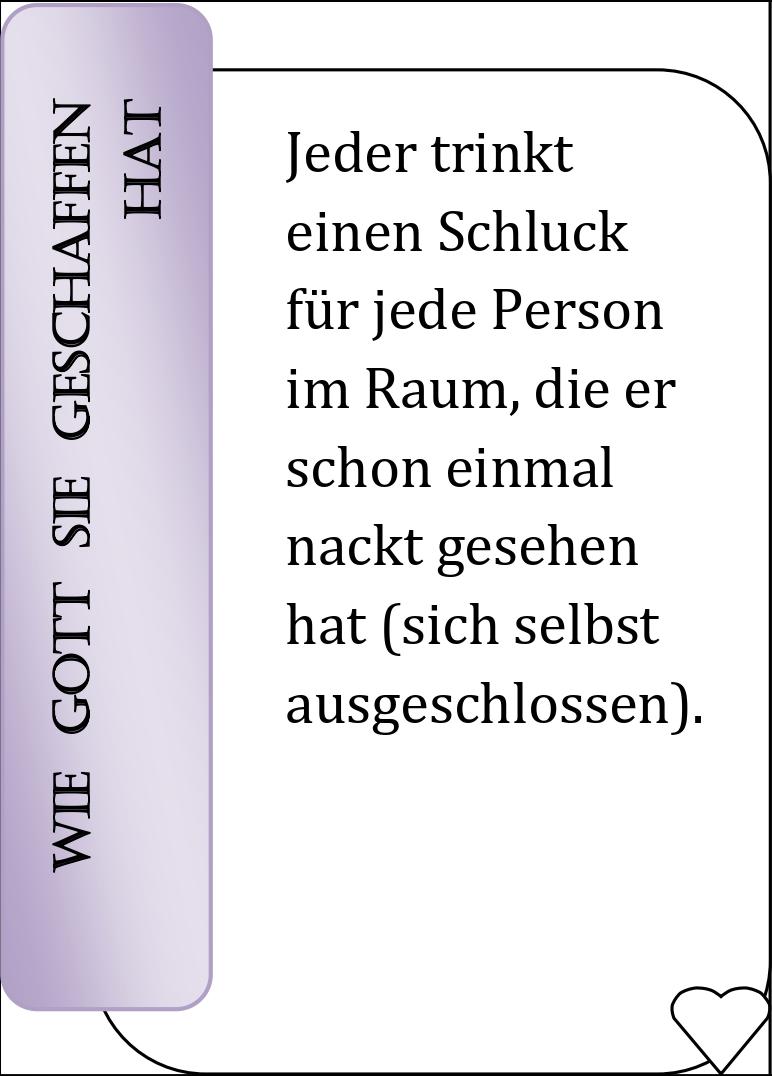 WIE GOTT SIE GESCHAFFEN
HAT
Jeder trinkt
einen Schluck
für jede Person
im Raum, die er
schon einmal
nackt gesehen
hat (sich selbst
ausgeschlossen).